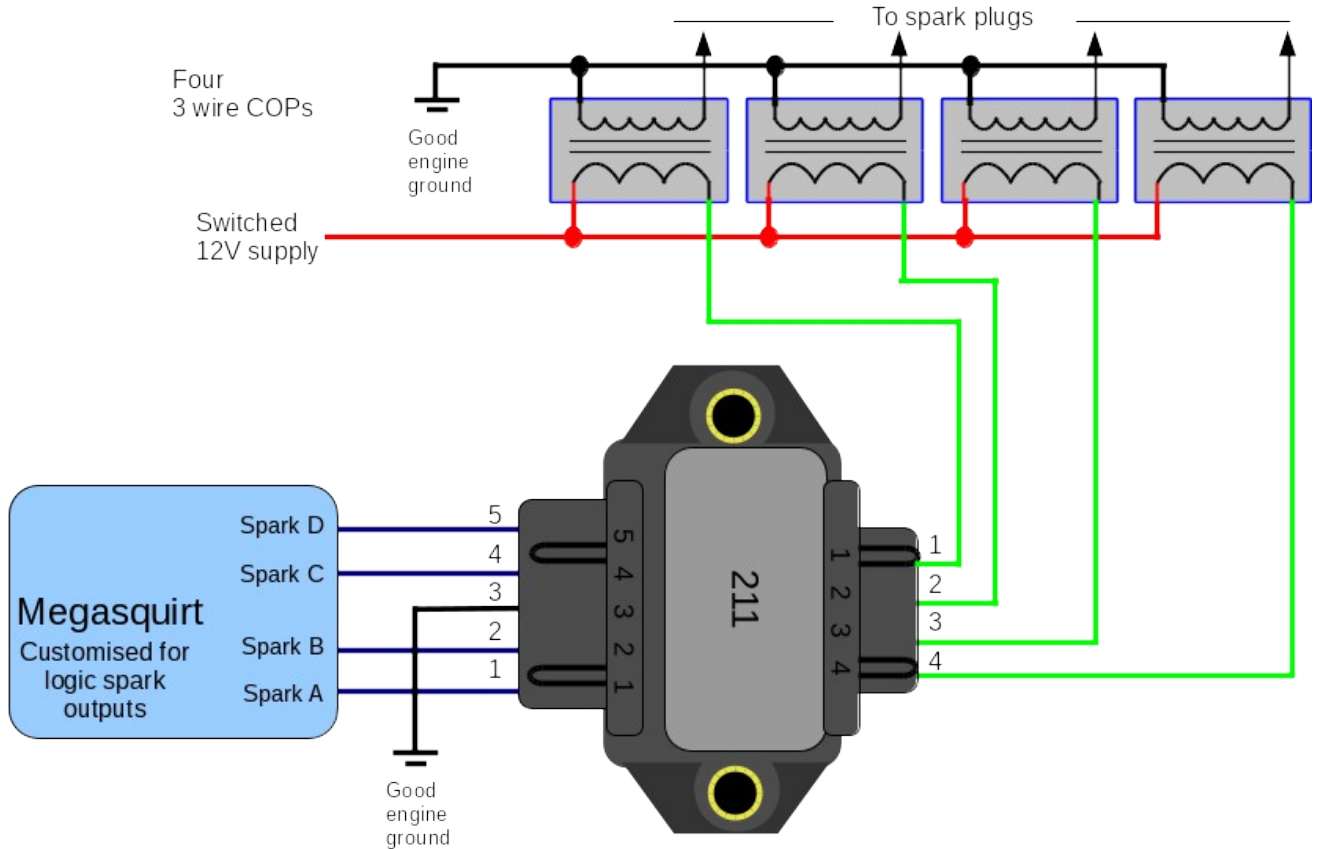 To spark plugs
Four
3 wire COPs
Good
engine
ground
Switched
12V supply
Spark D
Spark C
Megasquirt
Customised for
logic spark
outputs
Spark B
Spark A
5
4
3
2
1
5
4
3
2
1
211
1
2
3
4
1
2
3
4
Good
engine
ground